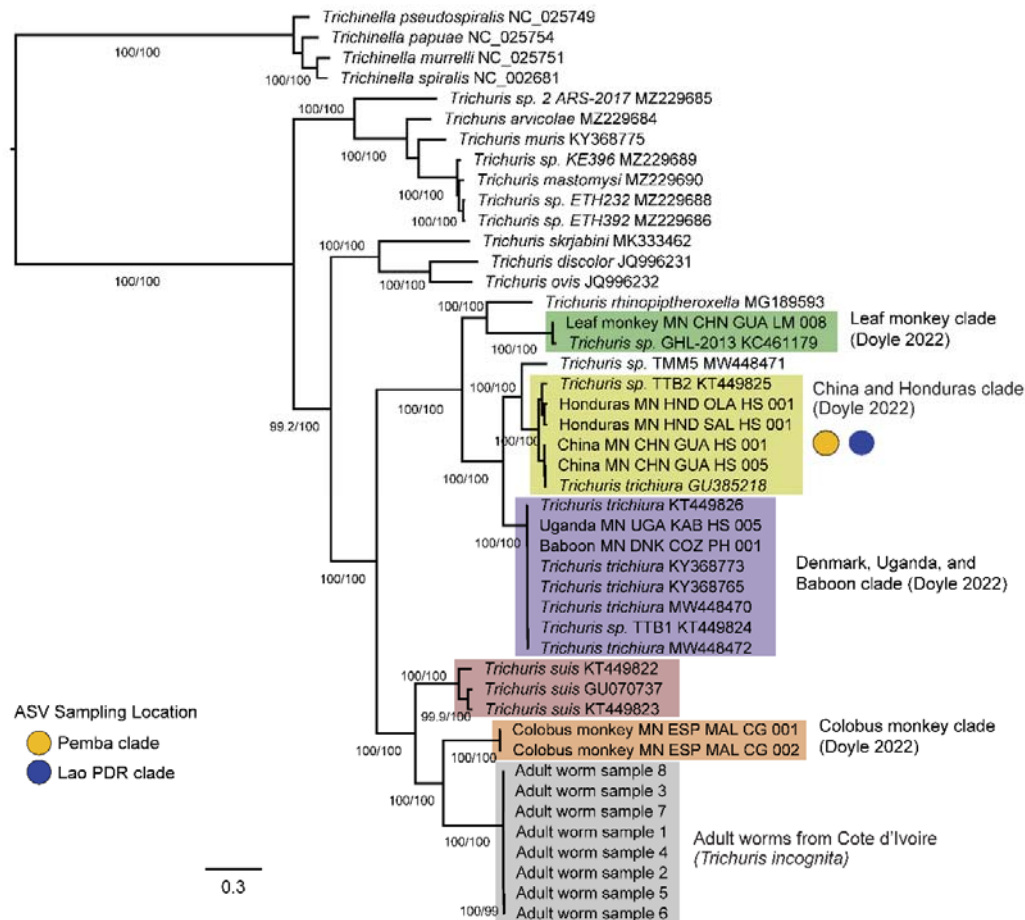 Trichinella pseudospiralis NC_025749
Trichinella papuae NC_025754
100/100
Trichinella murrelli NC_025751
100/100
Trichinella spiralis NC_002681
Trichuris sp. 2 ARS-2017 MZ229685
100/100
Trichuris arvicolae MZ229684
Trichuris muris KY368775
100/100
Trichuris sp. KE396 MZ229689
Trichuris mastomysi MZ229690
Trichuris sp. ETH232 MZ229688
100/100
Trichuris sp. ETH392 MZ229686
100/100
Trichuris skrjabini MK333462
Trichuris discolor JQ996231
100/100
100/100
Trichuris ovis JQ996232
Trichuris rhinopiptheroxella MG189593
100/100
Leaf monkey MN CHN GUA LM 008
Leaf monkey clade
100/100
Trichuris sp. GHL-2013 KC461179
(Doyle 2022)
Trichuris sp. TMM5 MW448471
100/100
Trichuris sp. TTB2 KT449825
China and Honduras clade
Honduras MN HND OLA HS 001
(Doyle 2022)
100/100
99.2/100
Honduras MN HND SAL HS 001
100/100
China MN CHN GUA HS 001
China MN CHN GUA HS 005
100/100
Trichuris trichiura GU385218
Trichuris trichiura KT449826
Uganda MN UGA KAB HS 005
100/100
Baboon MN DNK COZ PH 001
100/100
Trichuris trichiura KY368773
Denmark, Uganda, and
Trichuris trichiura KY368765
Baboon clade (Doyle 2022)
Trichuris trichiura MW448470
Trichuris sp. TTB1 KT449824
Trichuris trichiura MW448472
100/100
Trichuris suis KT449822
Trichuris suis GU070737
99.9/100
Trichuris suis KT449823
ASV Sampling Location
Pemba clade
Lao PDR clade
100/100
Colobus monkey MN ESP MAL CG 001
Colobus monkey clade
100/100
Colobus monkey MN ESP MAL CG 002
(Doyle 2022)
100/100
Adult worm sample 8
Adult worm sample 3
Adult worm sample 7
100/100
Adult worm sample 1
Adult worms from Cote d'Ivoire
Adult worm sample 4
(Trichuris incognita)
Adult worm sample 2
Adult worm sample 5
100/99
Adult worm sample 6
0.3